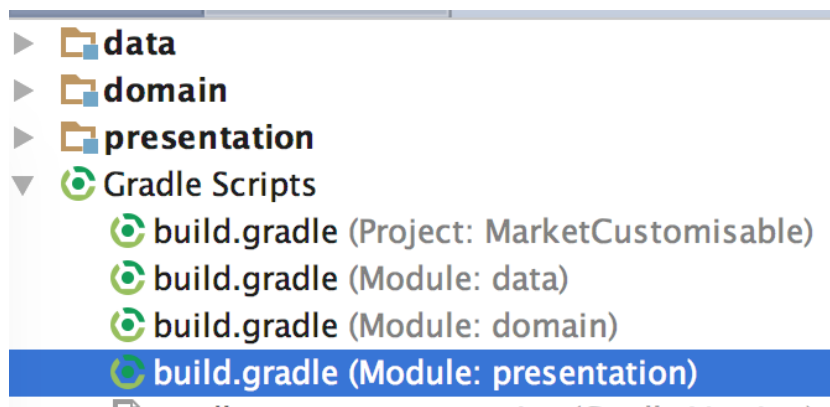 data
domain
presentation
Gradle Scripts
build.gradle (Project: MarketCustomisable)
build.gradle (Module: data)
build.gradle (Module: domain)
build.gradle (Module: presentation)